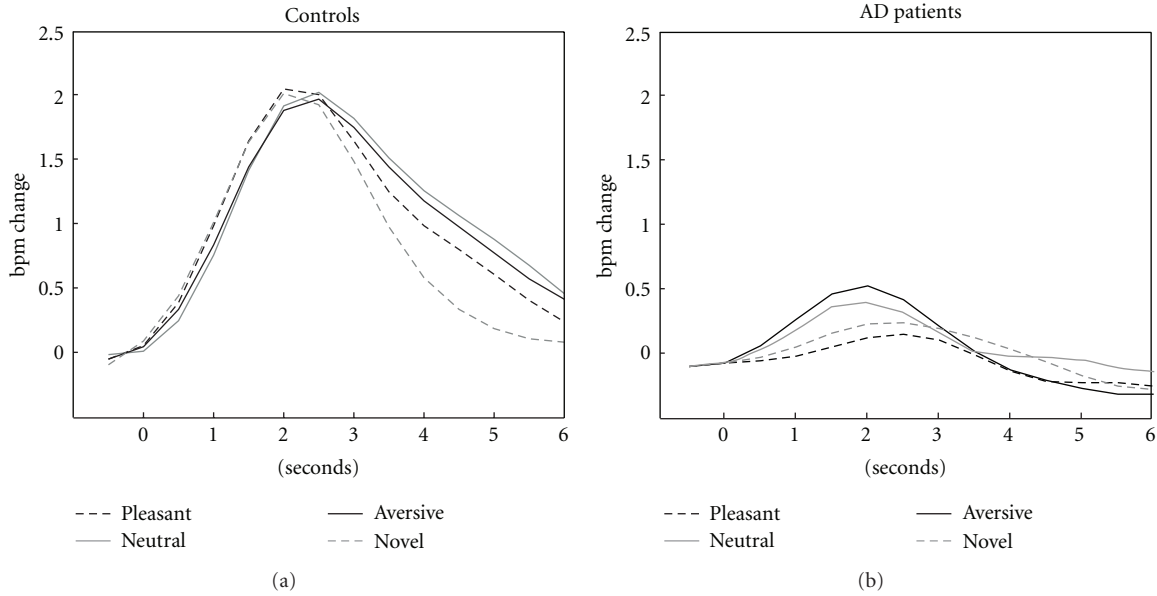 Controls
2.5
2
1.5
1
0.5
0
bpm change
0 1 2 3 4 5 6
(seconds)
Pleasant Aversive
Neutral Novel
(a)
AD patients
2.5
2
1.5
1
0.5
0
bpm change
0 1 2 3 4 5 6
(seconds)
Pleasant Aversive
Neutral Novel
(b)